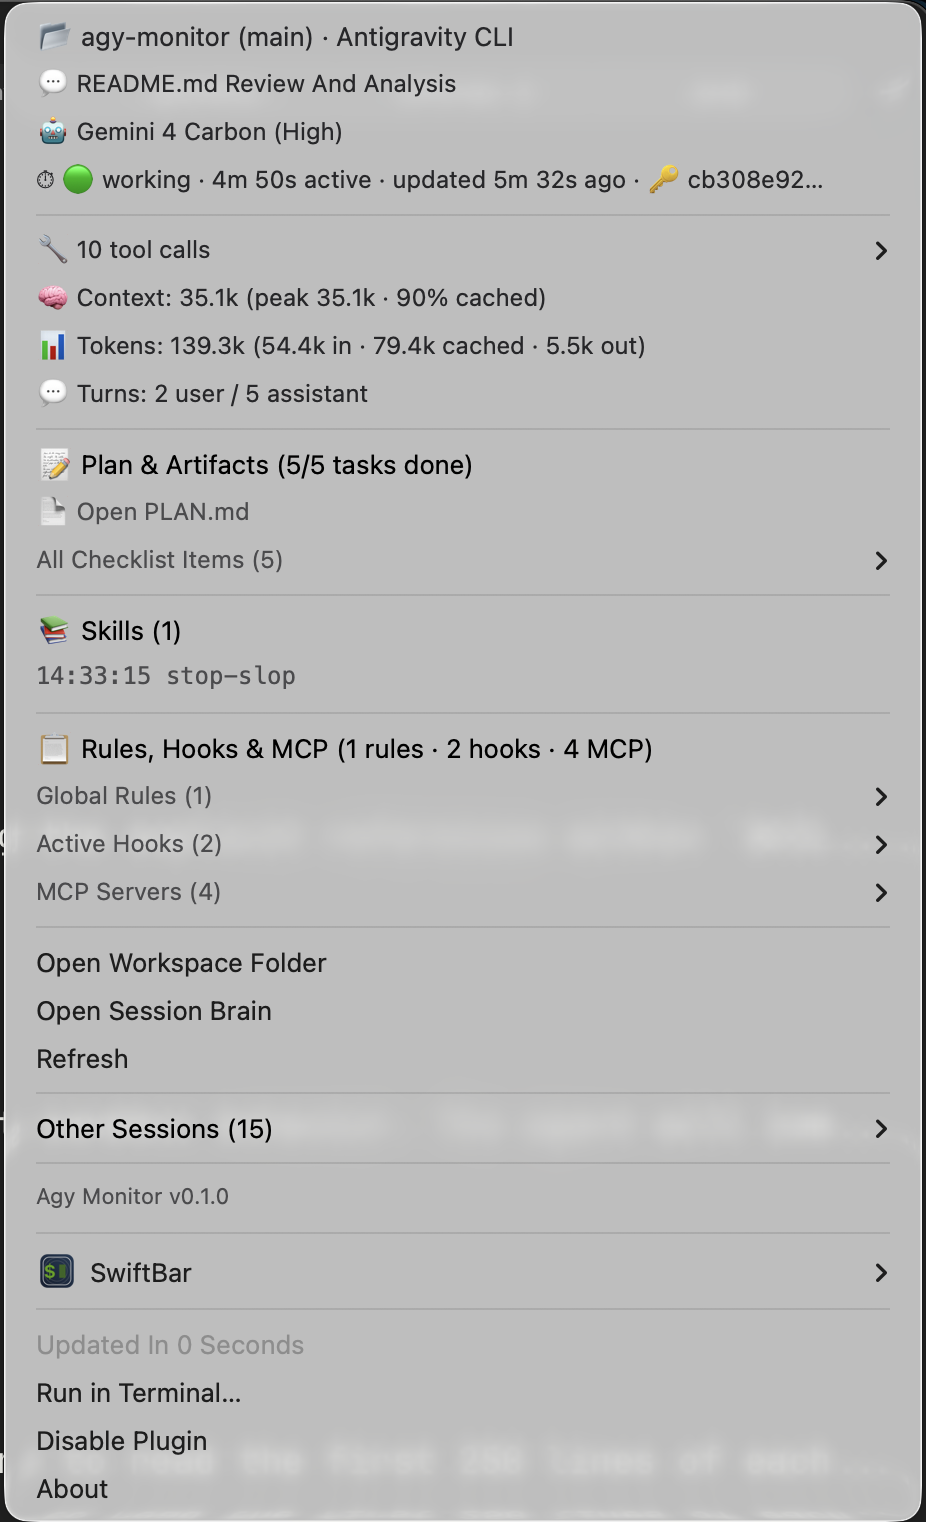 agy-monitor (main) · Antigravity CLI
README.md Review And Analysis
Gemini 4 Carbon (High)
working · 4m 50s active · updated 5m 32s ago · 🔑 cb308e92...
10 tool calls
Context: 35.1k (peak 35.1k · 90% cached)
Tokens: 139.3k (54.4k in · 79.4k cached · 5.5k out)
Turns: 2 user / 5 assistant
Plan & Artifacts (5/5 tasks done)
Open PLAN.md
All Checklist Items (5)
Skills (1)
14:33:15 stop-slop
Rules, Hooks & MCP (1 rules · 2 hooks · 4 MCP)
Global Rules (1)
Active Hooks (2)
MCP Servers (4)
Open Workspace Folder
Open Session Brain
Refresh
Other Sessions (15)
Agy Monitor v0.1.0
SwiftBar
Updated In 0 Seconds
Run in Terminal...
Disable Plugin
About